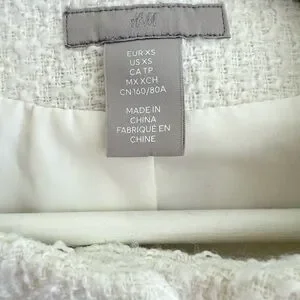 H&M
EUR XS
US XS
CA TP
MX XCH
CN 160/80A
MADE IN
CHINA
FABRIQUÉ EN
CHINE